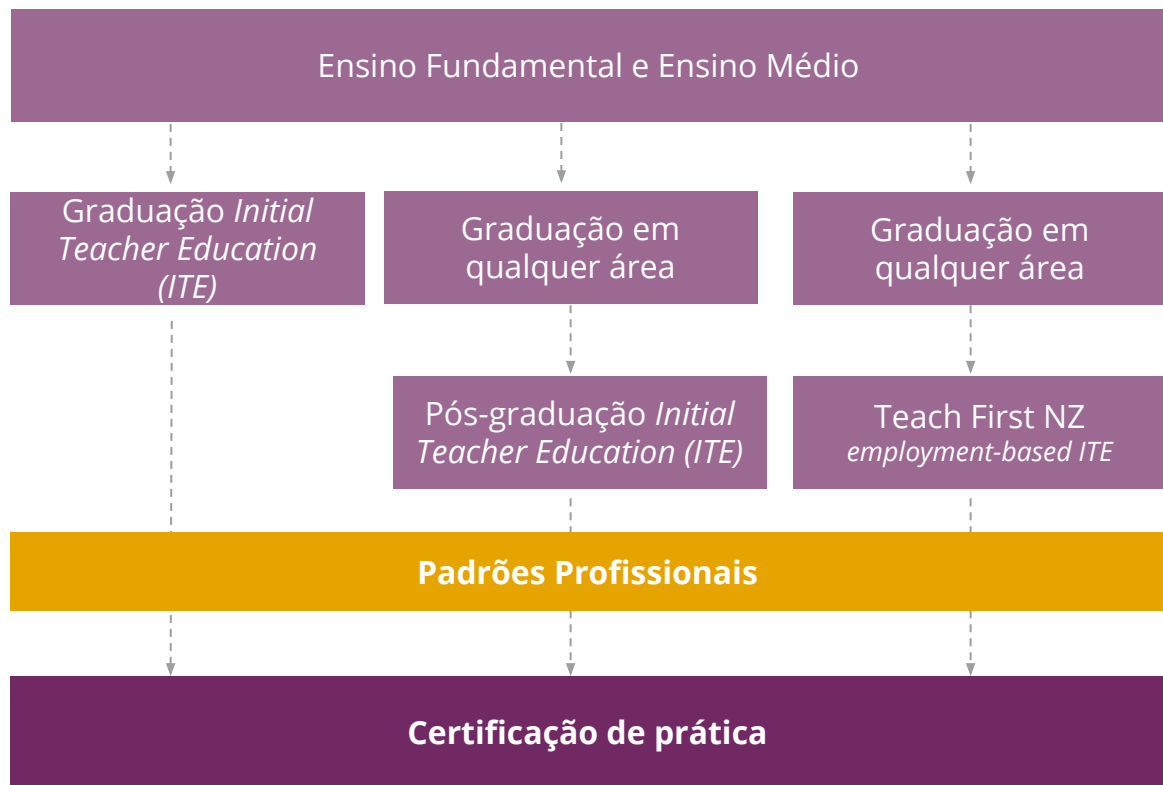 Ensino Fundamental e Ensino Médio
Graduação Initial
Teacher Education
(ITE)
Graduação em
qualquer área
Graduação em
qualquer área
Pós-graduação Initial
Teacher Education (ITE)
Teach First NZ
employment-based ITE
Padrões Profissionais
Certificação de prática